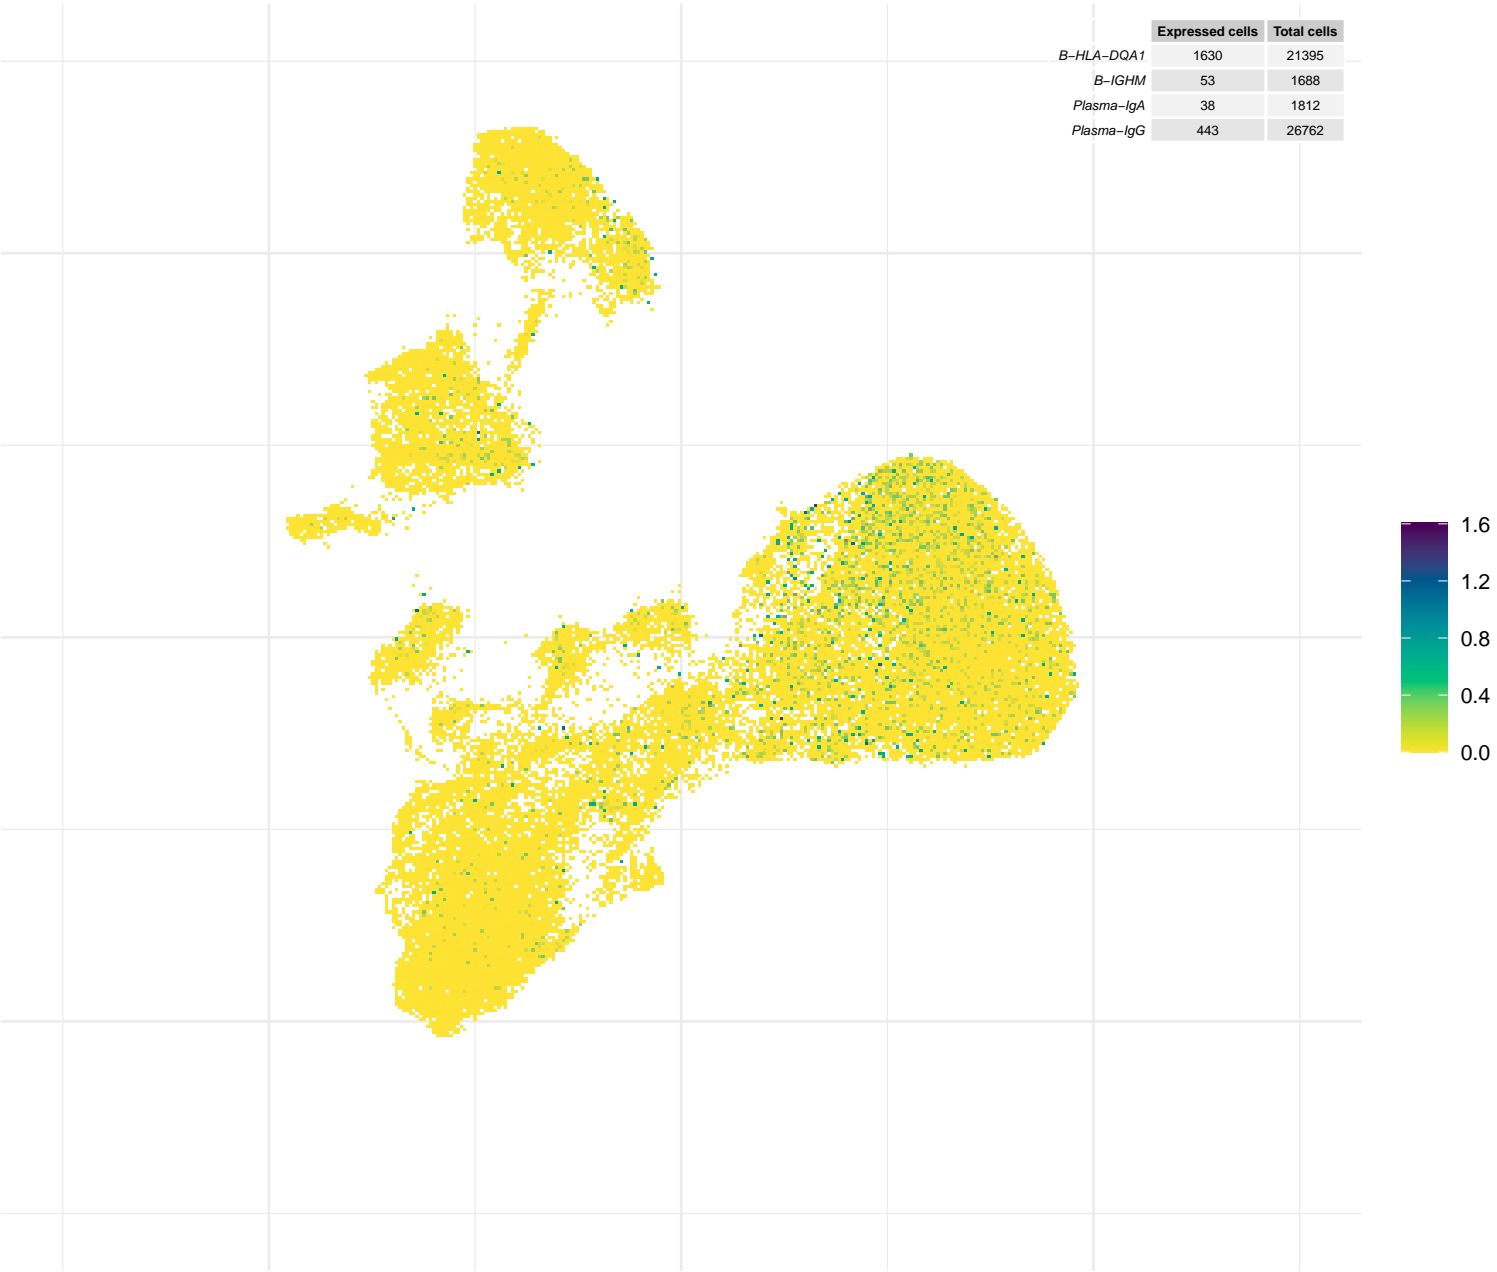 Expressed cells Total cells
B−HLA−DQA1 1630 21395
B−IGHM 53 1688
Plasma−IgA 38 1812
Plasma−IgG 443 26762
1.6
1.2
0.8
0.4
0.0